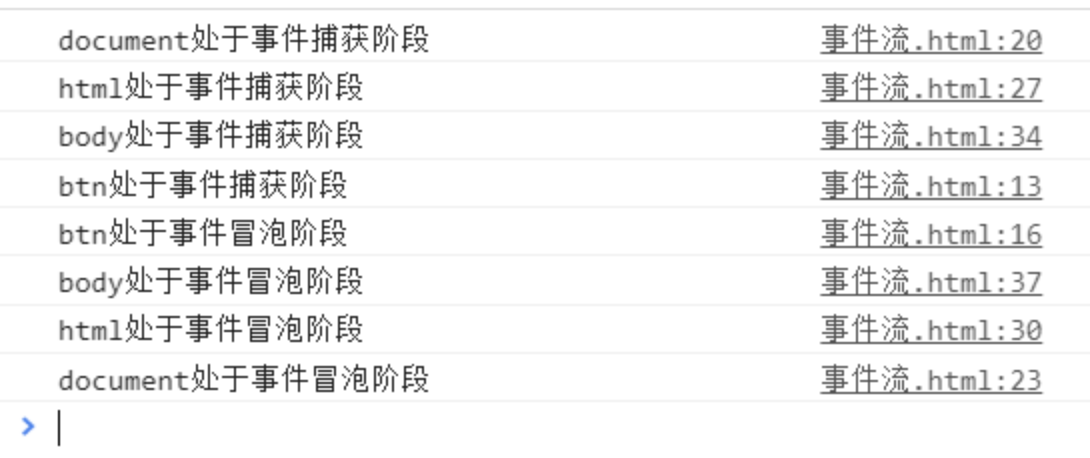 document处于事件捕获阶段 事件流.html:20
html处于事件捕获阶段 事件流.html:27
body处于事件捕获阶段 事件流.html:34
btn处于事件捕获阶段 事件流.html:13
btn处于事件冒泡阶段 事件流.html:16
body处于事件冒泡阶段 事件流.html:37
html处于事件冒泡阶段 事件流.html:30
document处于事件冒泡阶段 事件流.html:23